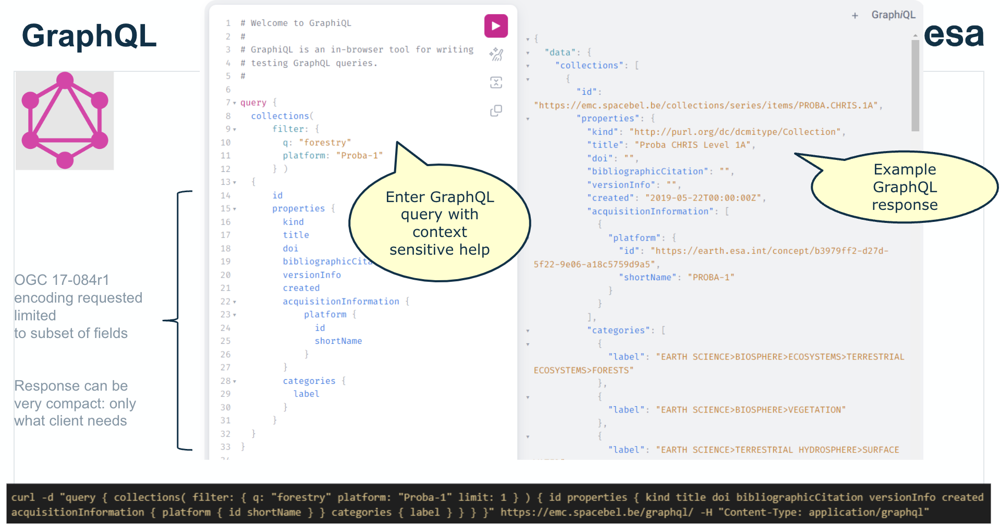 GraphQL
esa
OGC 17-084r1
encoding requested
limited
to subset of fields
Response can be
very compact: only
what client needs
1 # Welcome to GraphiQL
2 #
3 # GraphiQL is an in-browser tool for writing
4 # testing GraphQL queries.
5 #
6
7 query {
8 collections(
9 filter: {
10 q: "forestry"
11 platform: "Proba-1"
12 } )
13 {
14 id
15 properties {
16 kind
17 title
18 doi
19 bibliographicCita
20 versionInfo
21 created
22 acquisitionInformation {
23 platform {
24 id
25 shortName
26 }
27 }
28 categories {
29 label
30 }
31 }
32 }
33 }
Enter GraphQL
query with
context
sensitive help
+ GraphiQL
{
"data": {
"collections": [
{
"id":
"https://emc.spacebel.be/collections/series/items/PROBA.CHRIS.1A",
"properties": {
"kind": "http://purl.org/dc/dcmitype/Collection",
"title": "Proba CHRIS Level 1A",
"doi": "",
"bibliographicCitation": "",
"versionInfo": "",
"created": "2019-05-22T00:00:00Z",
"acquisitionInformation": [
{
"platform": {
"id": "https://earth.esa.int/concept/b3979ff2-d27d-
5f22-9e06-a18c5759d9a5",
"shortName": "PROBA-1"
}
}
],
"categories": [
{
"label": "EARTH SCIENCE>BIOSPHERE>ECOSYSTEMS>TERRESTRIAL
ECOSYSTEMS>FORESTS"
},
{
"label": "EARTH SCIENCE>BIOSPHERE>VEGETATION"
},
{
"label": "EARTH SCIENCE>TERRESTRIAL HYDROSPHERE>SURFACE
Example
GraphQL
response
curl -d "query { collections( filter: { q: "forestry" platform: "Proba-1" limit: 1 } ) { id properties { kind title doi bibliographicCitation versionInfo created
acquisitionInformation { platform { id shortName } } categories { label } } } }" https://emc.spacebel.be/graphql/ -H "Content-Type: application/graphql"